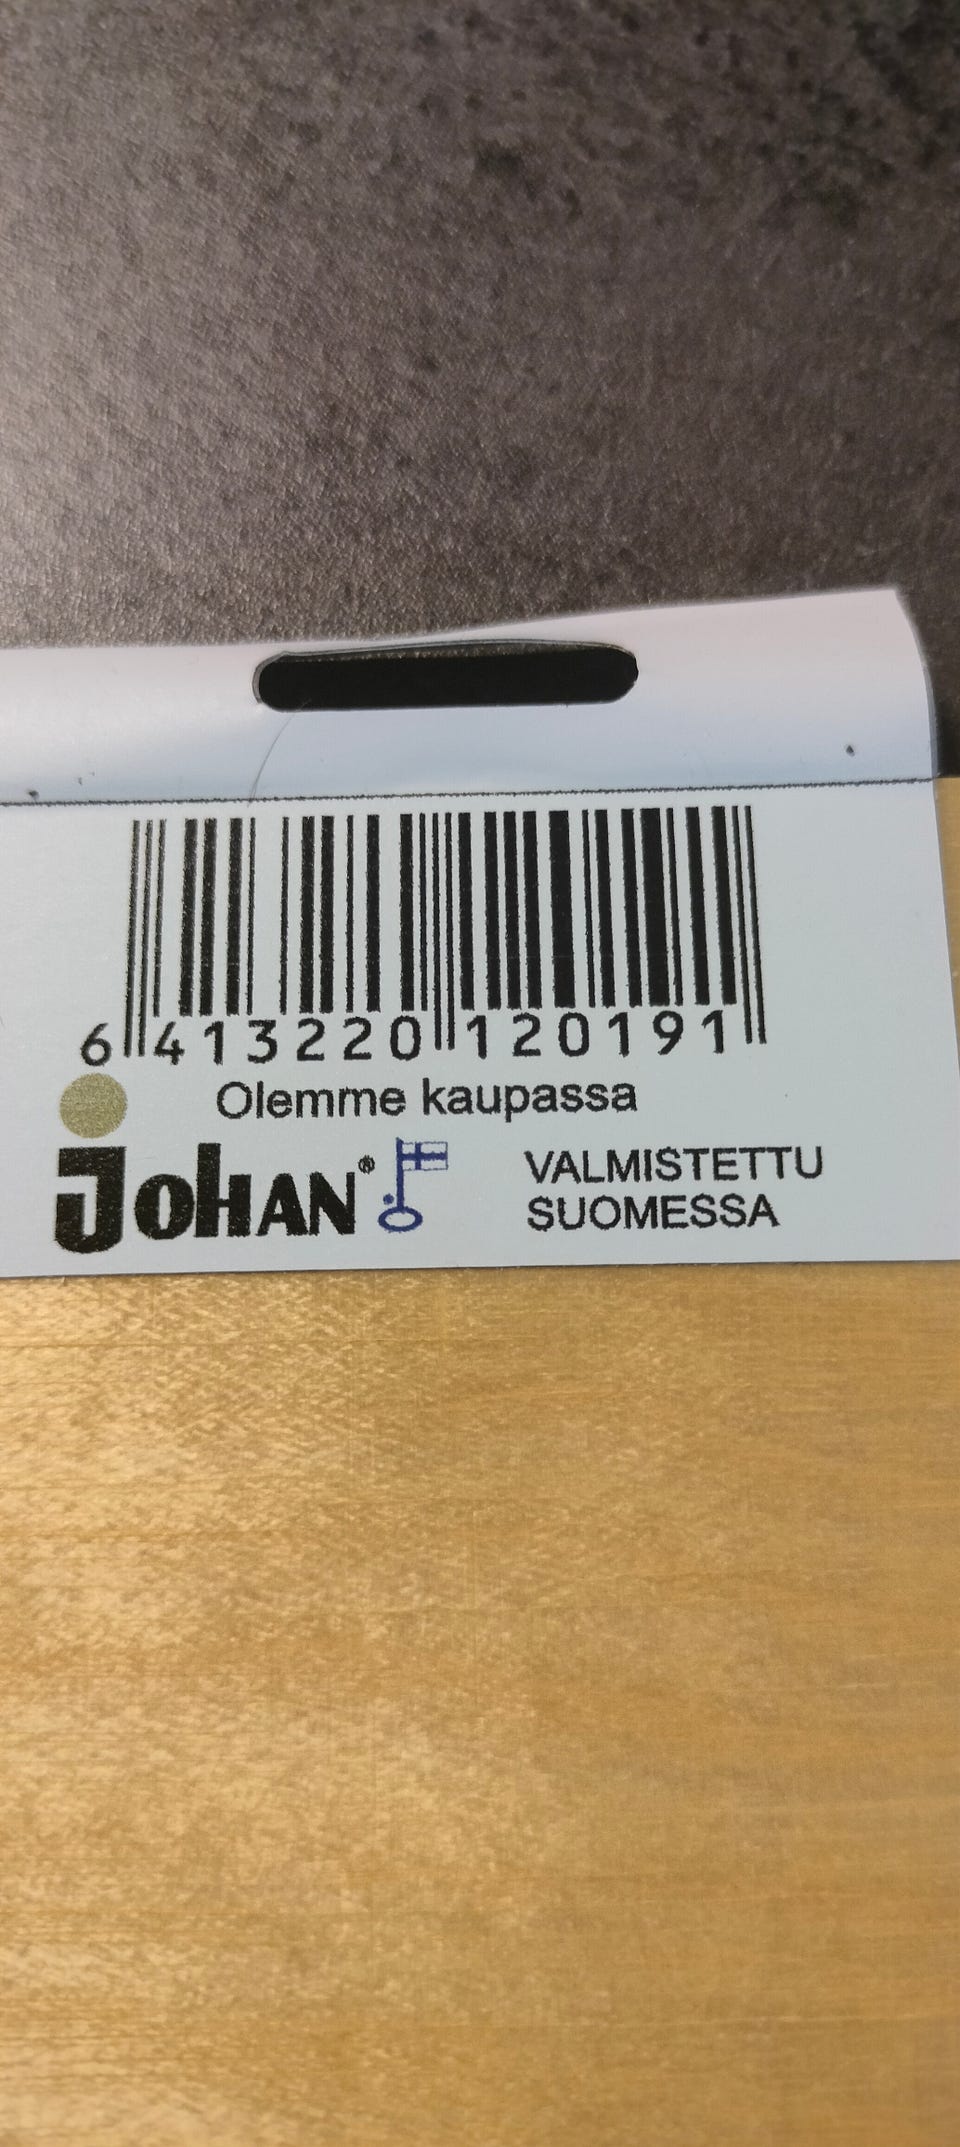 6 413220 120191
Olemme kaupassa
JOHAN®
VALMISTETTU
SUOMESSA